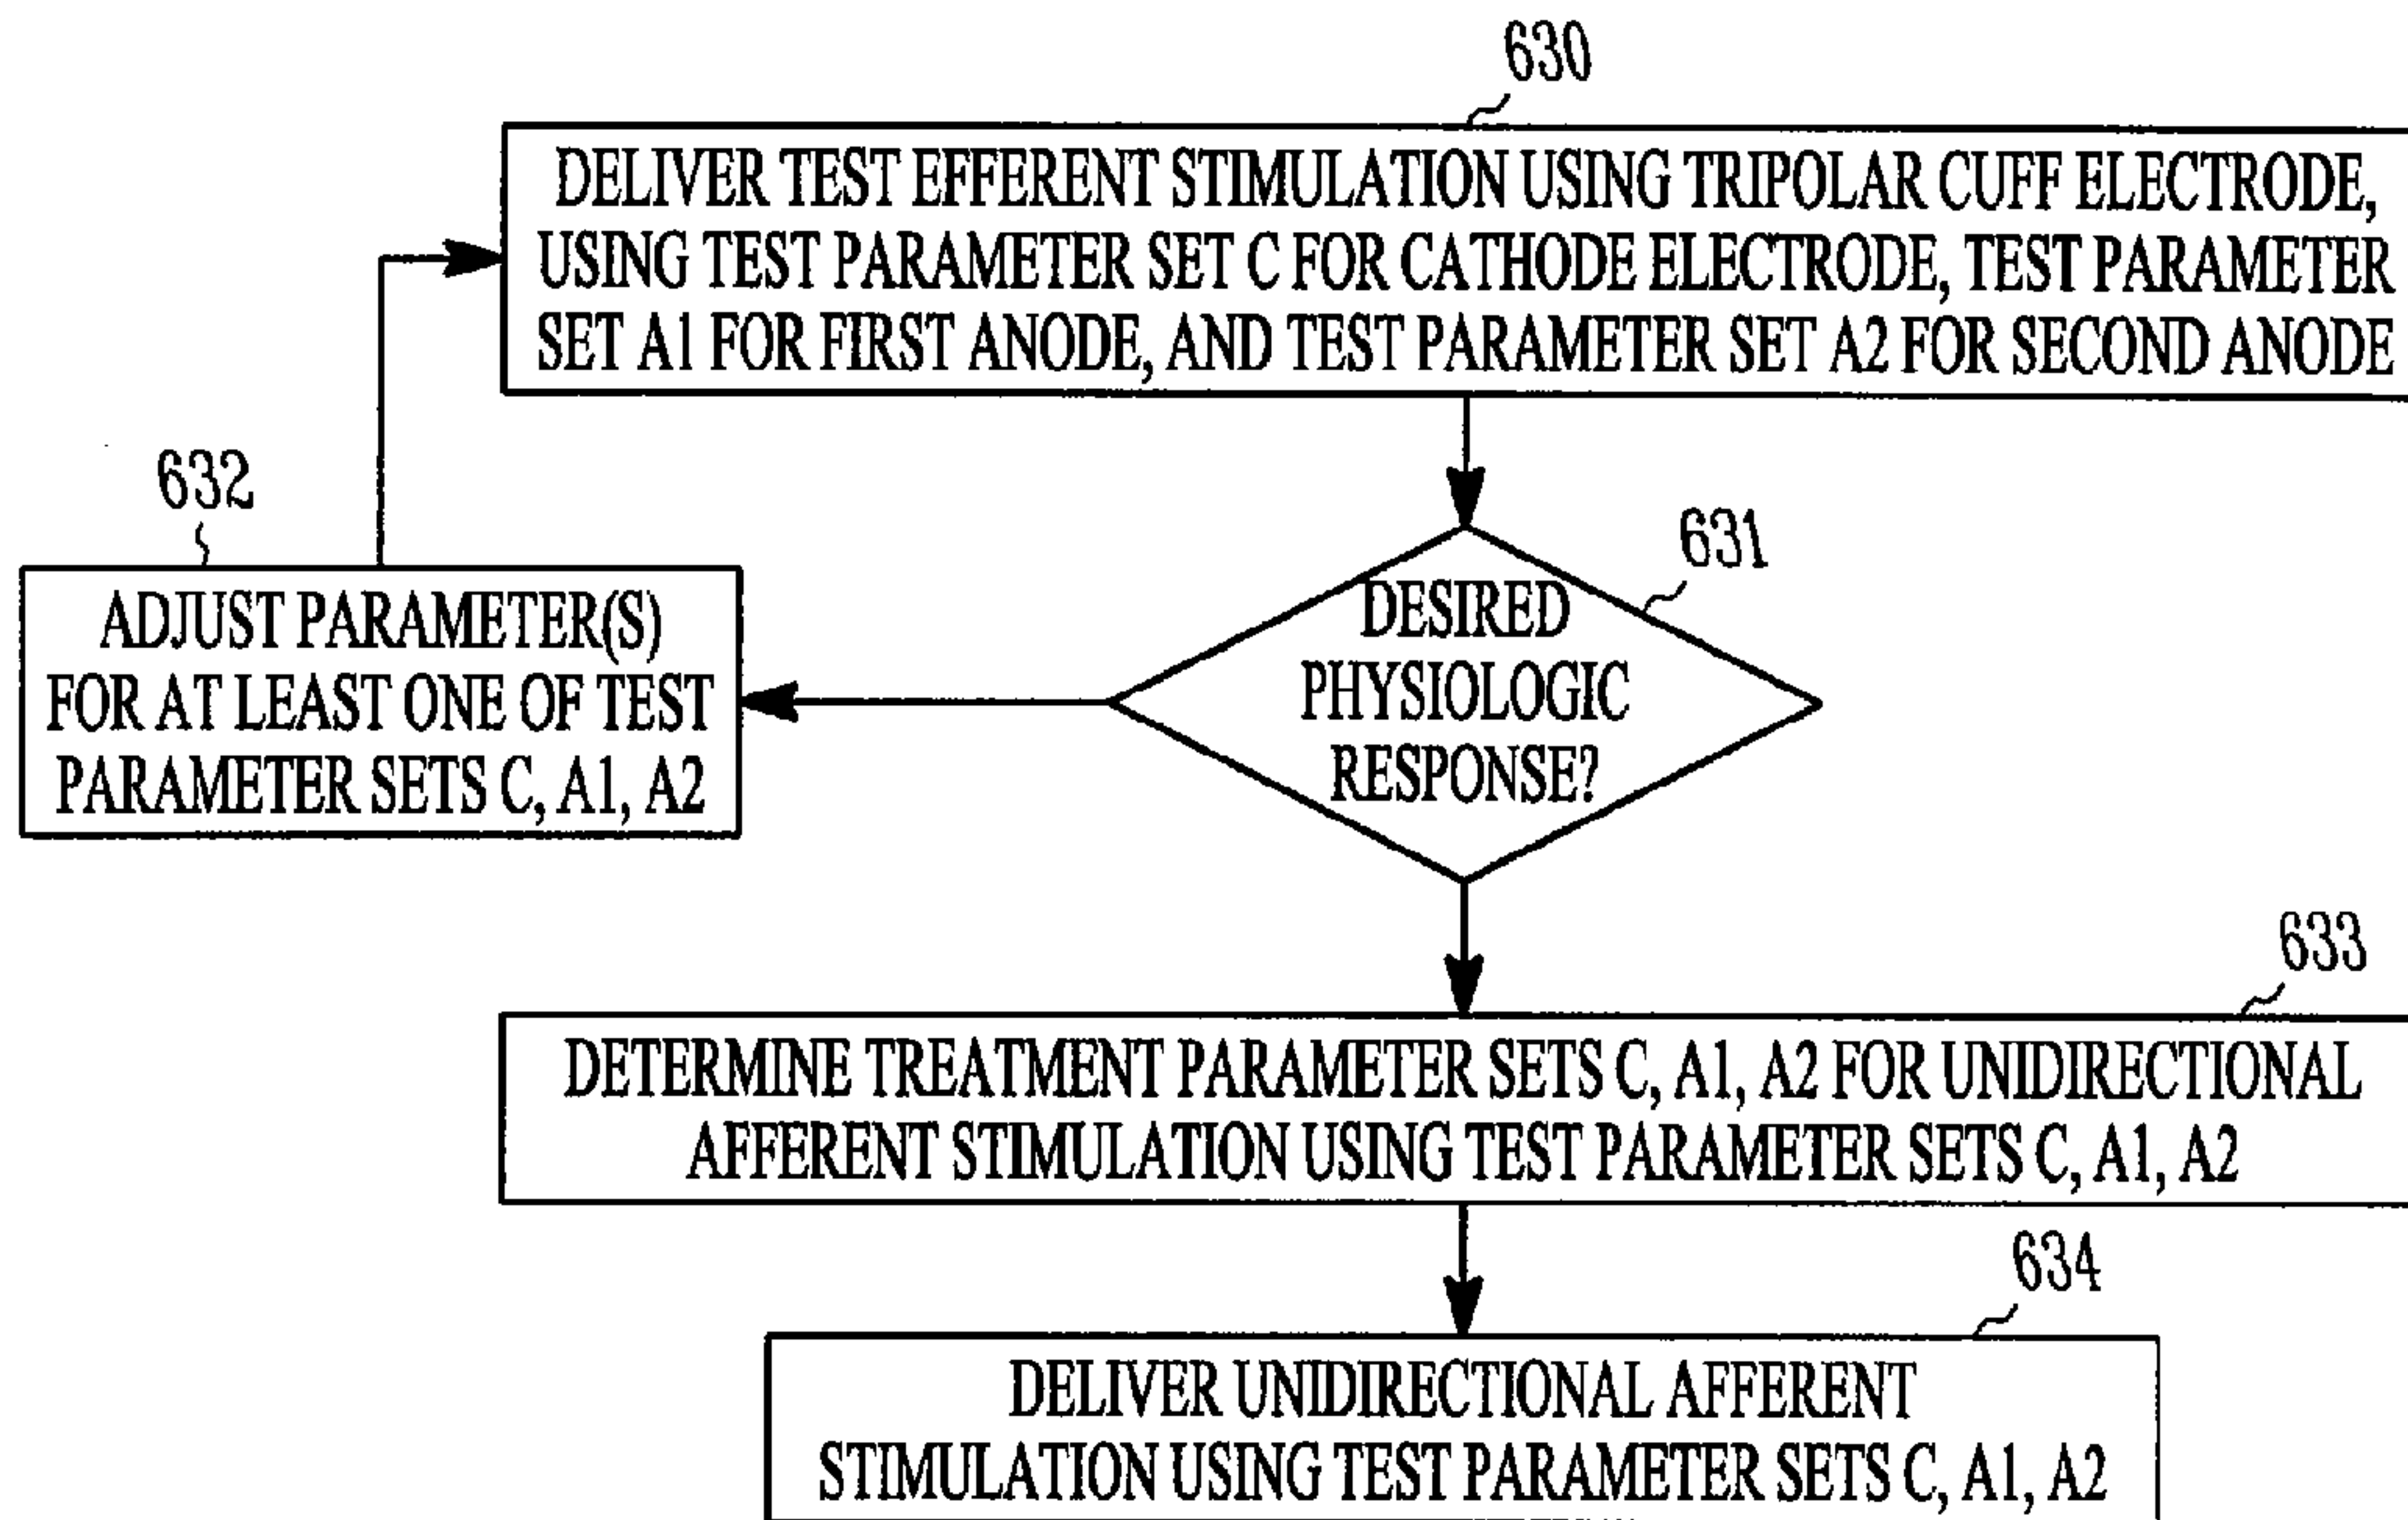 630
DELIVER TEST EFFERENT STIMULATION USING TRIPOLAR CUFF ELECTRODE,
USING TEST PARAMETER SET C FOR CATHODE ELECTRODE, TEST PARAMETER
SET A1 FOR FIRST ANODE, AND TEST PARAMETER SET A2 FOR SECOND ANODE
632
ADJUST PARAMETER(S)
FOR AT LEAST ONE OF TEST
PARAMETER SETS C, A1, A2
631
DESIRED
PHYSIOLOGIC
RESPONSE?
633
DETERMINE TREATMENT PARAMETER SETS C, A1, A2 FOR UNIDIRECTIONAL
AFFERENT STIMULATION USING TEST PARAMETER SETS C, A1, A2
634
DELIVER UNIDIRECTIONAL AFFERENT
STIMULATION USING TEST PARAMETER SETS C, A1, A2